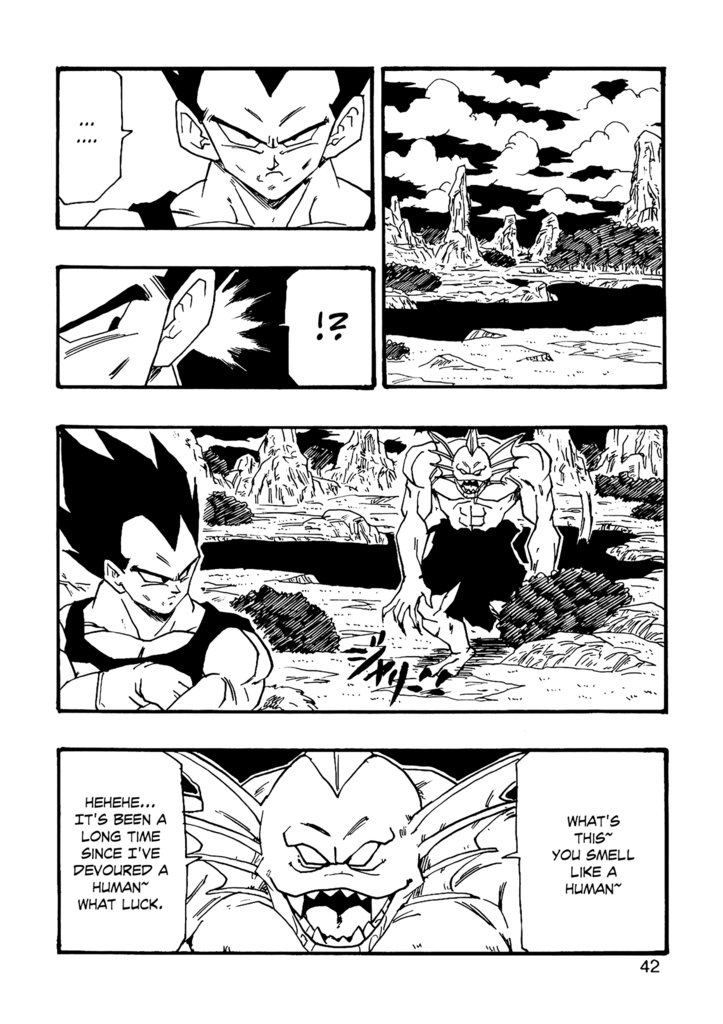 ...
....
!?
ジャリ
WHAT'S
THIS~
YOU SMELL
LIKE A
HUMAN~
HEHEHE...
IT'S BEEN A
LONG TIME
SINCE I'VE
DEVOURED A
HUMAN~
WHAT LUCK.
42